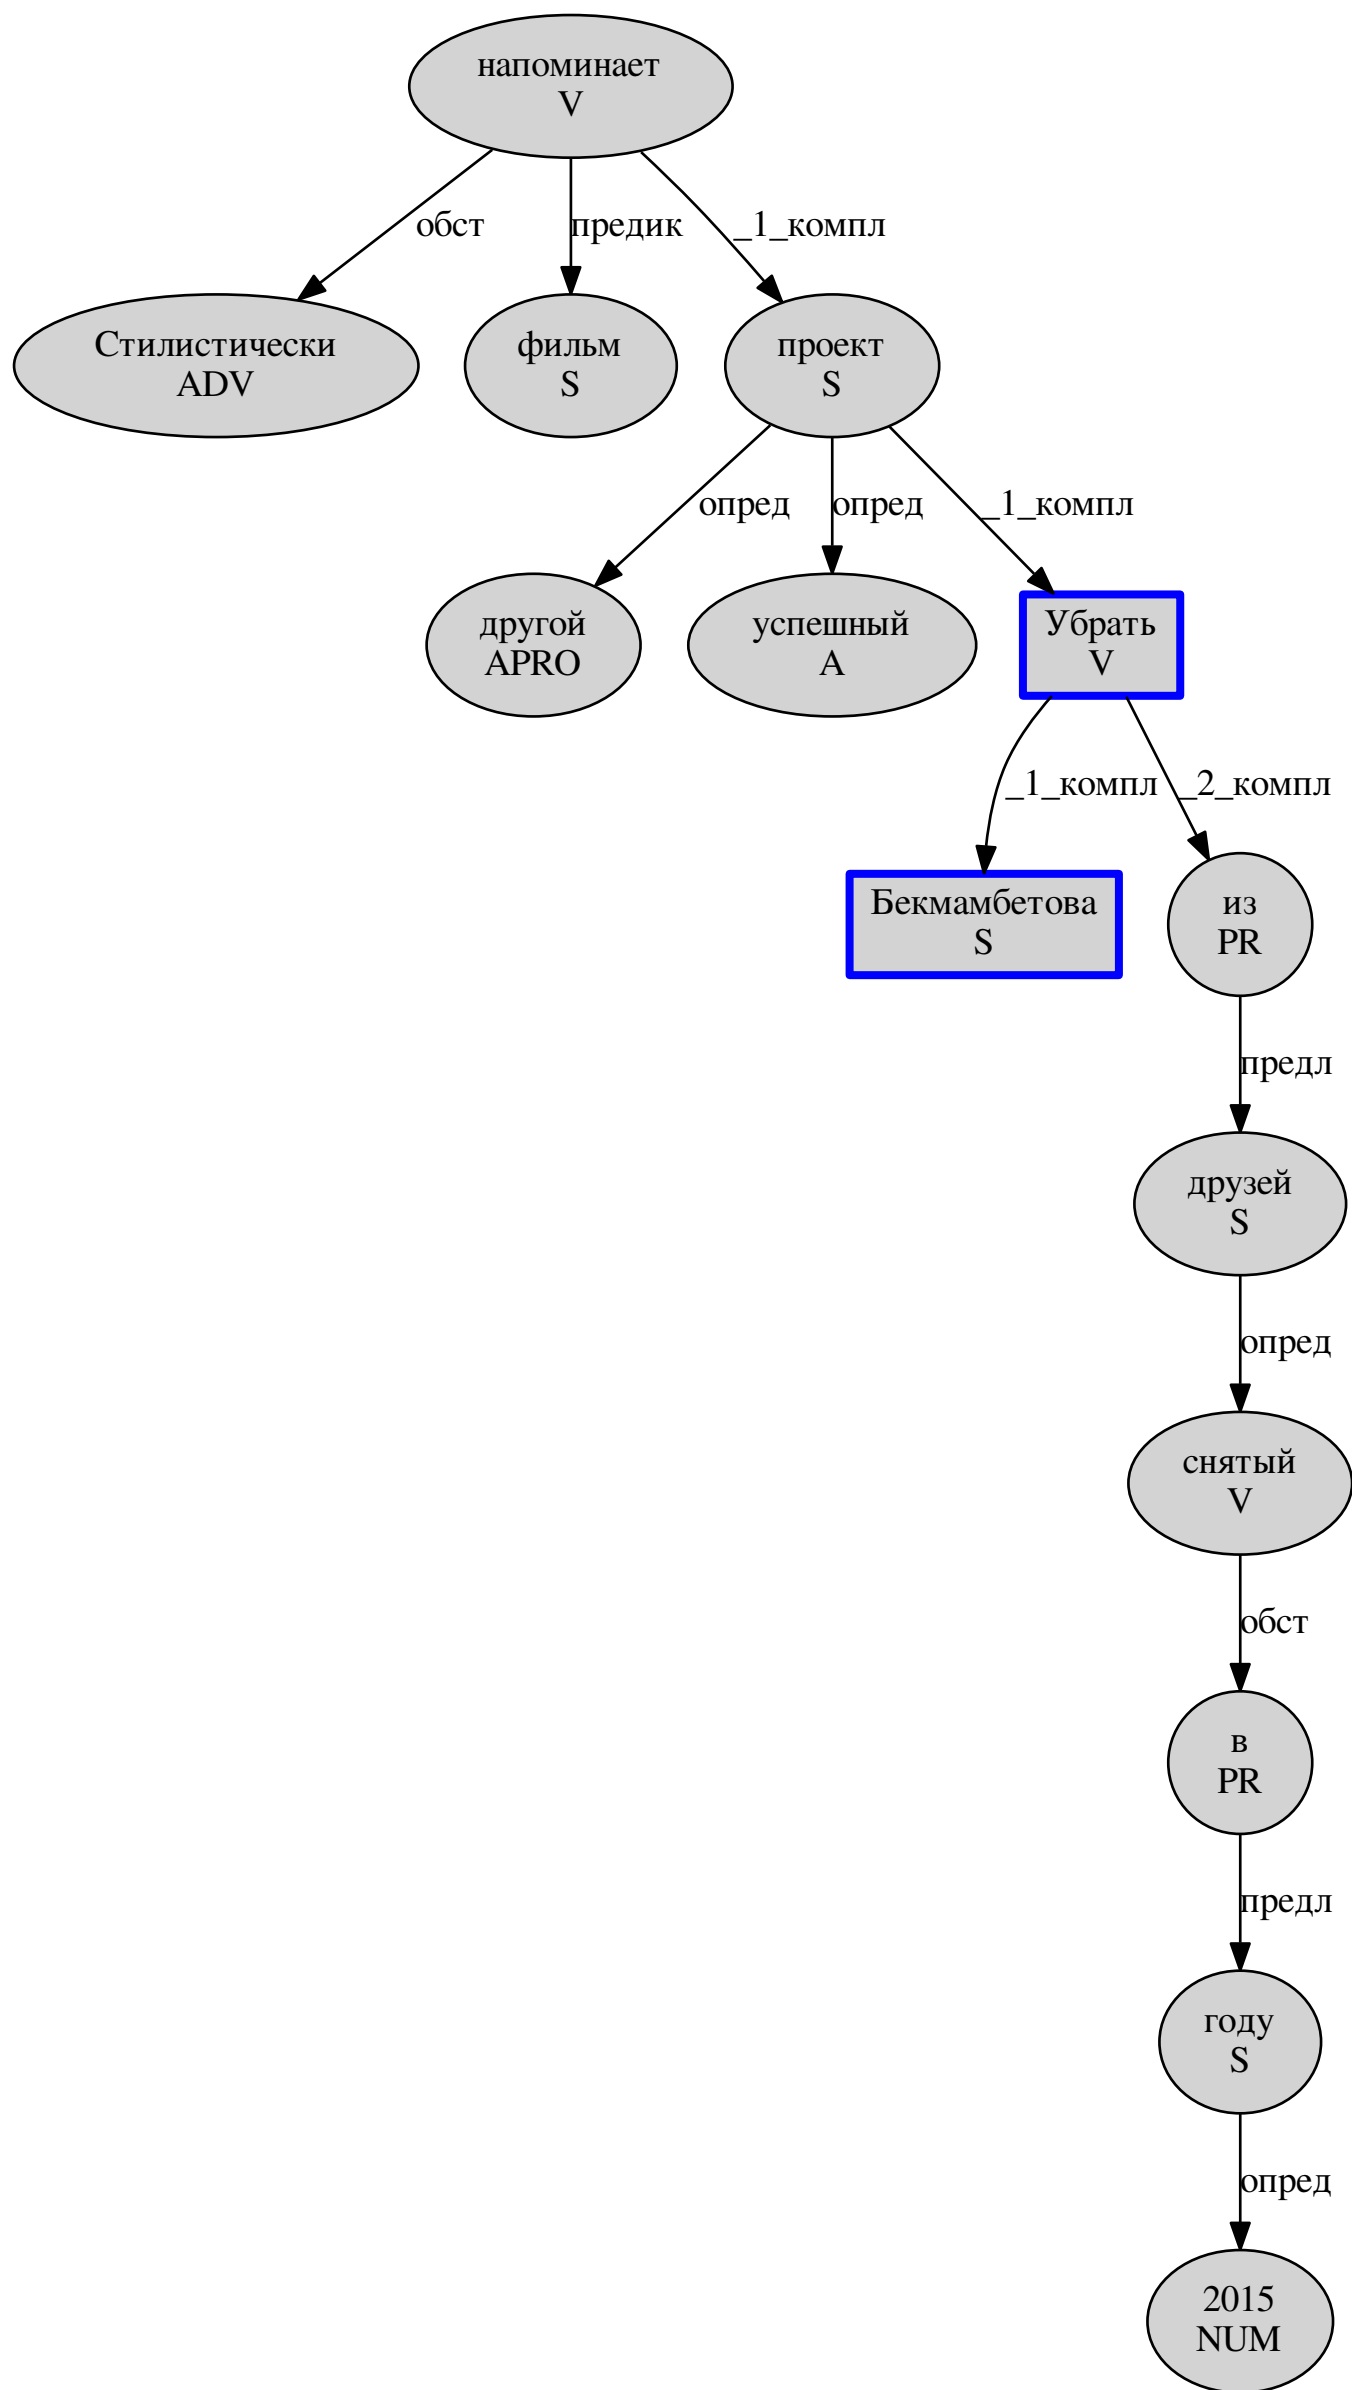 напоминает
V
обст
предик
_1_компл
Стилистически
ADV
фильм
S
проект
S
опред
опред
_1_компл
другой
APRO
успешный
A
Убрать
V
_1_компл
_2_компл
Бекмамбетова
S
из
PR
предл
друзей
S
опред
снятый
V
обст
в
PR
предл
году
S
опред
2015
NUM